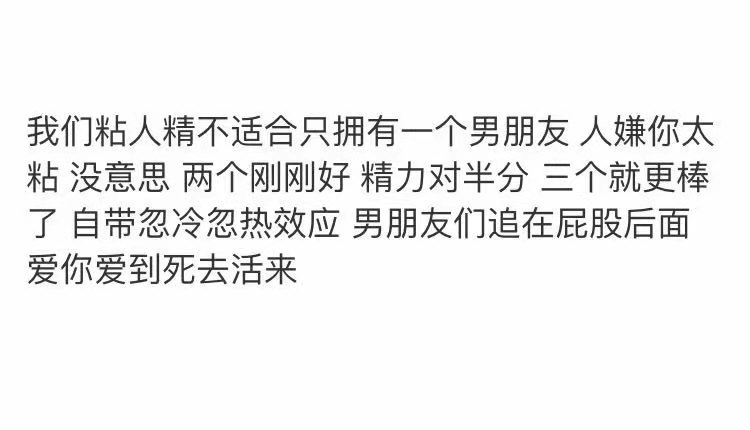 我们粘人精不适合只拥有一个男朋友 人嫌你太
粘 没意思 两个刚刚好 精力对半分 三个就更棒
了 自带忽冷忽热效应 男朋友们追在屁股后面
爱你爱到死去活来